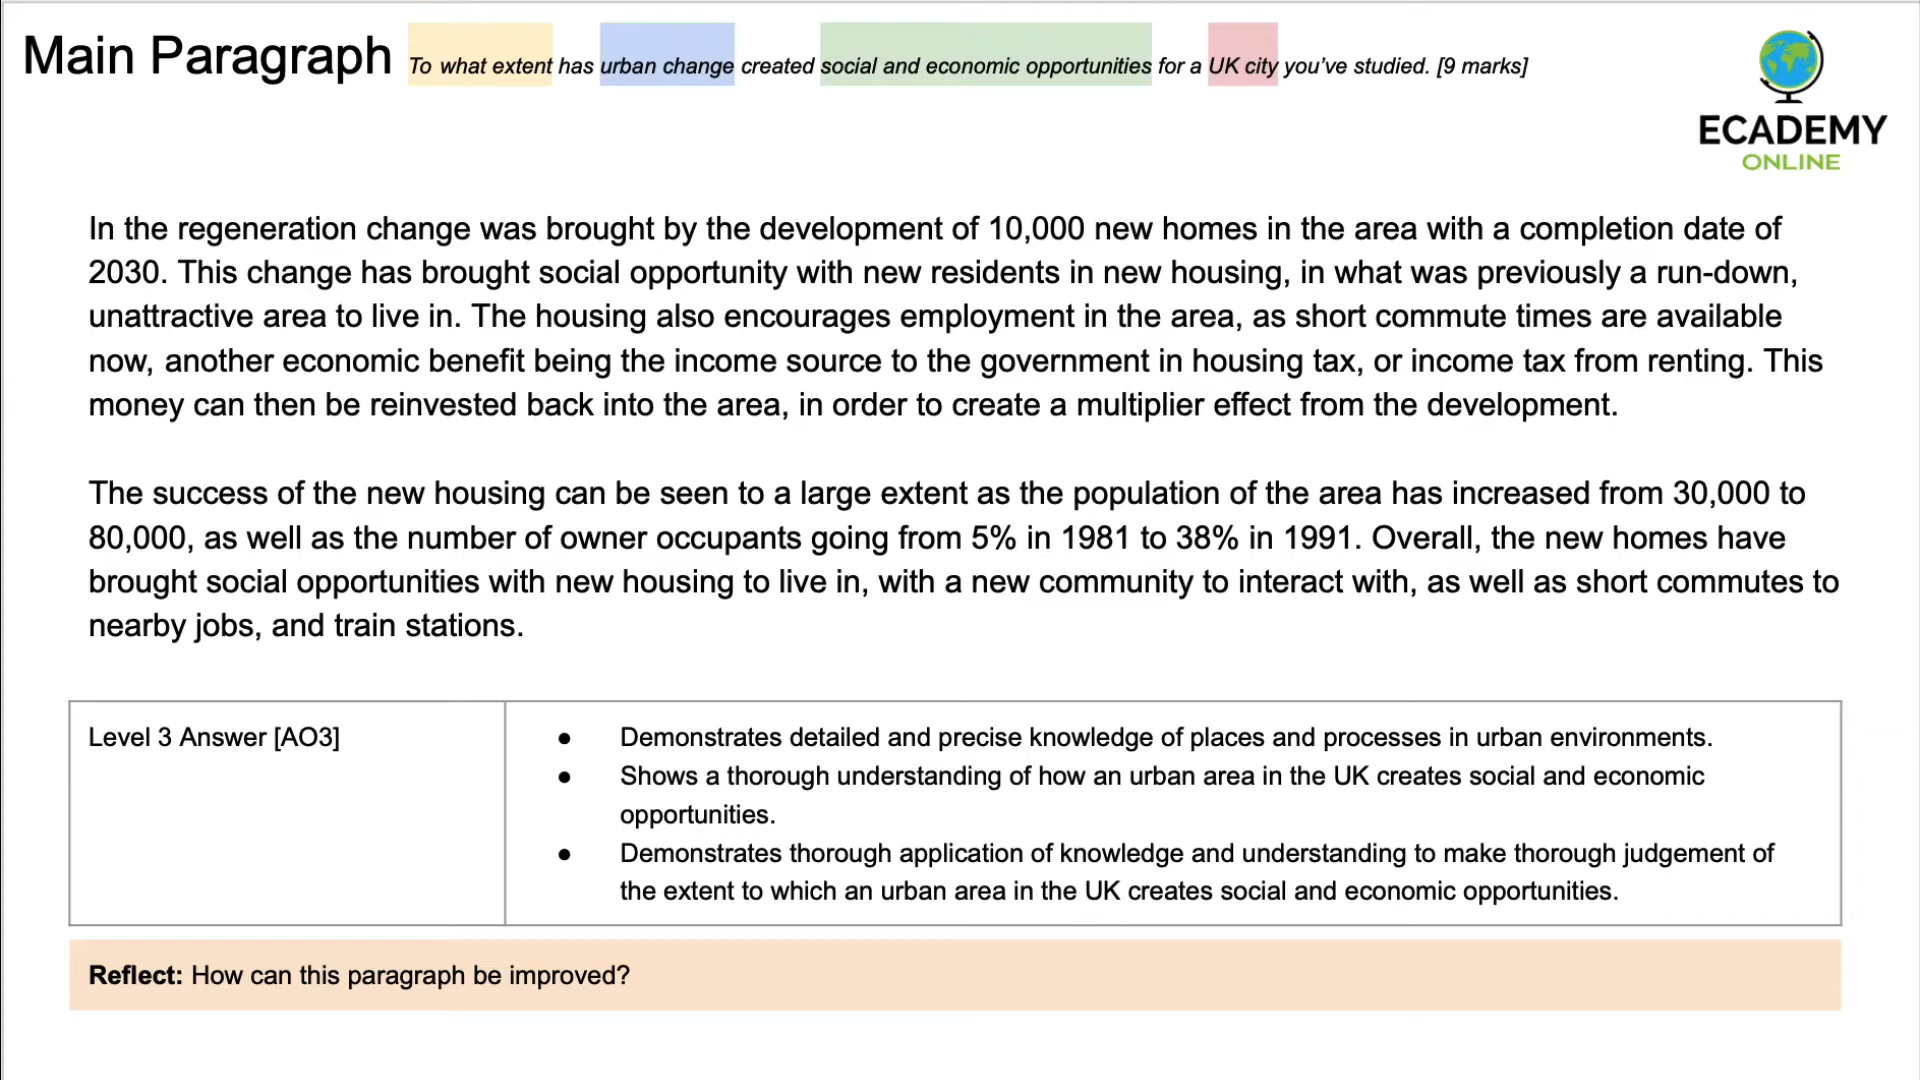 Main Paragraph
To what extent has urban change created social and economic opportunities for a UK city you've studied. [9 marks]
ECADEMY
ONLINE
In the regeneration change was brought by the development of 10,000 new homes in the area with a completion date of
2030. This change has brought social opportunity with new residents in new housing, in what was previously a run-down,
unattractive area to live in. The housing also encourages employment in the area, as short commute times are available
now, another economic benefit being the income source to the government in housing tax, or income tax from renting. This
money can then be reinvested back into the area, in order to create a multiplier effect from the development.
The success of the new housing can be seen to a large extent as the population of the area has increased from 30,000 to
80,000, as well as the number of owner occupants going from 5% in 1981 to 38% in 1991. Overall, the new homes have
brought social opportunities with new housing to live in, with a new community to interact with, as well as short commutes to
nearby jobs, and train stations.
Level 3 Answer [AO3]
● Demonstrates detailed and precise knowledge of places and processes in urban environments.
● Shows a thorough understanding of how an urban area in the UK creates social and economic
opportunities.
● Demonstrates thorough application of knowledge and understanding to make thorough judgement of
the extent to which an urban area in the UK creates social and economic opportunities.
Reflect: How can this paragraph be improved?